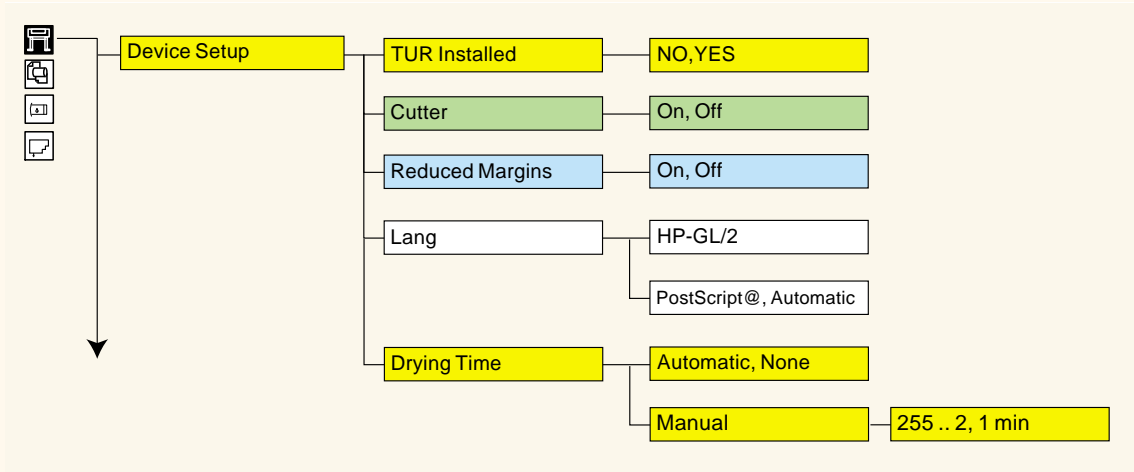 Device Setup
TUR Installed
NO,YES
Cutter
On, Off
Reduced Margins
On, Off
Lang
HP-GL/2
PostScript@, Automatic
Drying Time
Automatic, None
Manual
255 .. 2, 1 min